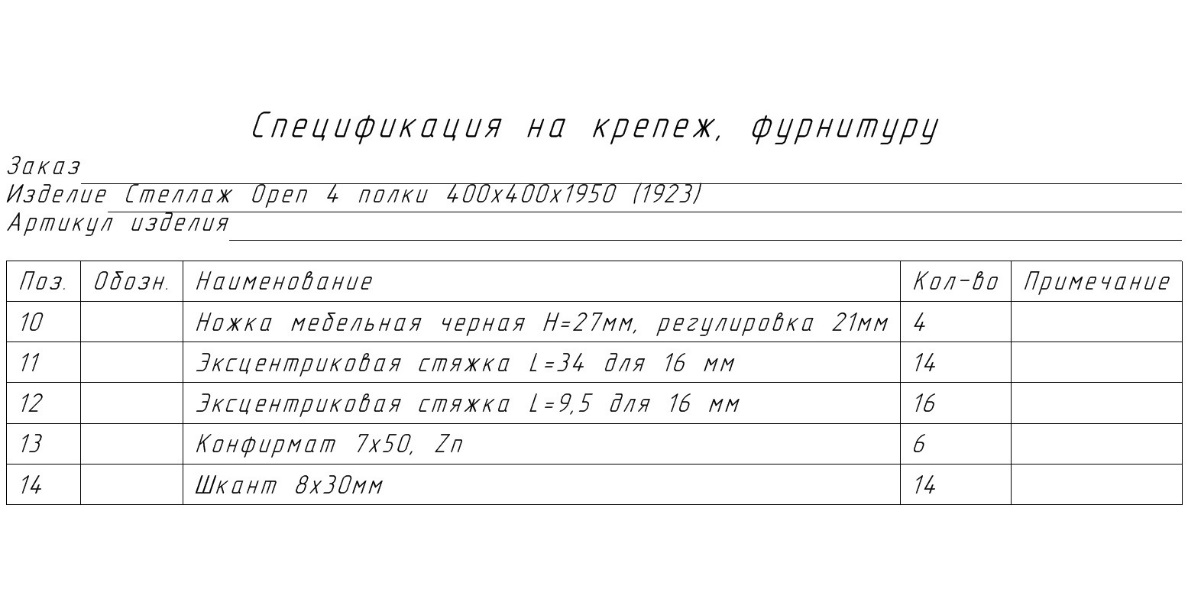 Спецификация на крепеж, фурнитуру
Заказ
Изделие Стеллаж Open 4 полки 400х400х1950 (1923)
Артикул изделия
Поз. Обозн. Наименование Кол-во Примечание
10 Ножка мебельная черная H=27мм, регулировка 21мм 4
11 Эксцентриковая стяжка L=34 для 16 мм 14
12 Эксцентриковая стяжка L=9,5 для 16 мм 16
13 Конфирмат 7х50, Zn 6
14 Шкант 8х30мм 14